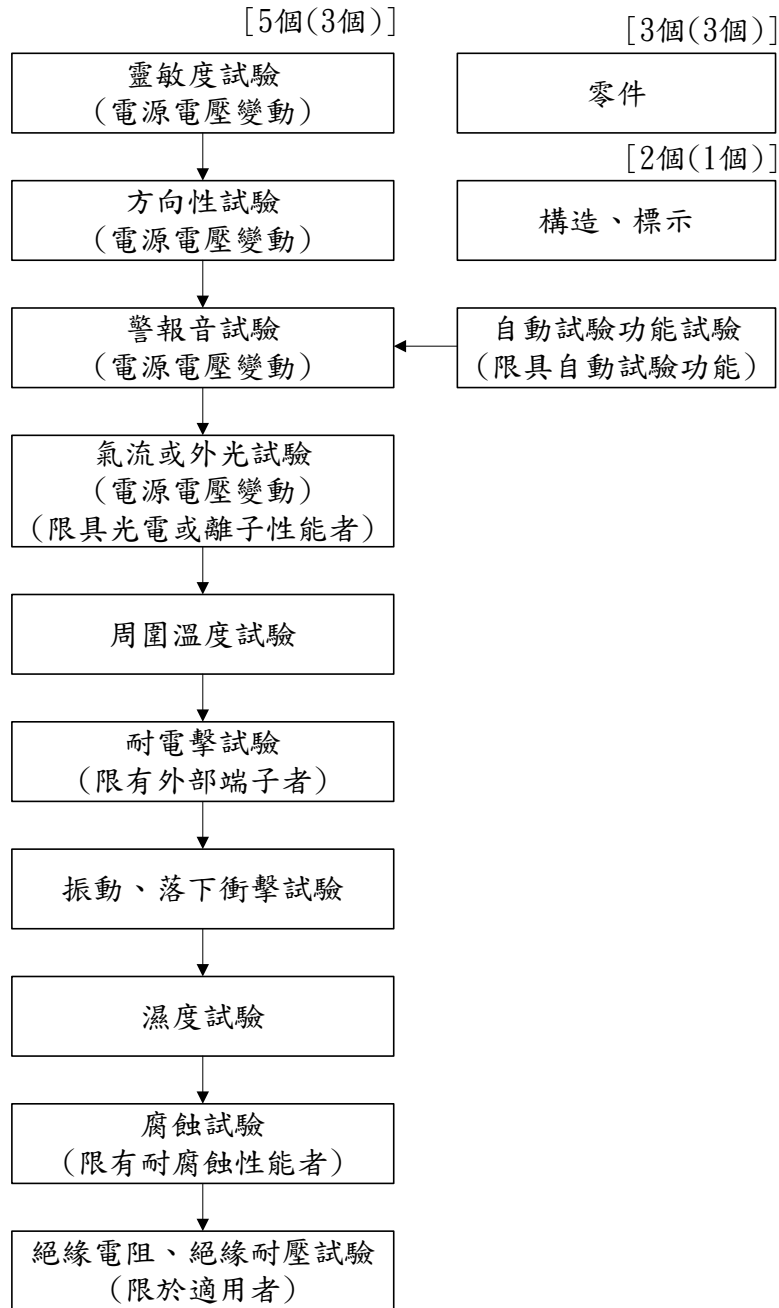 [5個(3個)]
靈敏度試驗
(電源電壓變動)
方向性試驗
(電源電壓變動)
警報音試驗
(電源電壓變動)
氣流或外光試驗
(電源電壓變動)
(限具光電或離子性能者)
周圍溫度試驗
耐電擊試驗
(限有外部端子者)
振動、落下衝擊試驗
濕度試驗
腐蝕試驗
(限有耐腐蝕性能者)
絕緣電阻、絕緣耐壓試驗
(限於適用者)
[3個(3個)]
零件
[2個(1個)]
構造、標示
自動試驗功能試驗
(限具自動試驗功能)